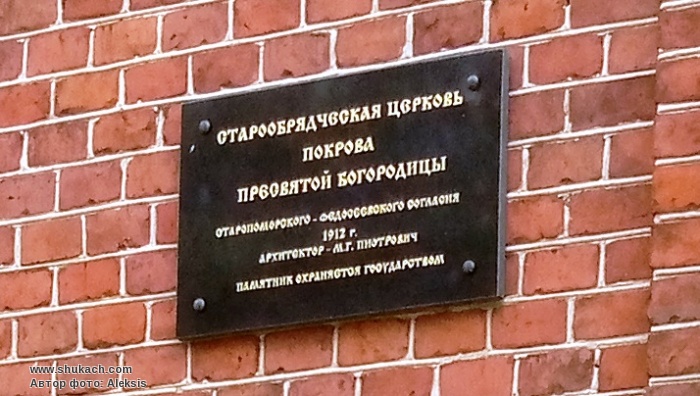 СТАРООБРЯДЧЕСКАЯ ЦЕРКОВЬ
ПОКРОВА
ПРЕСВЯТОЙ БОГОРОДИЦЫ
СТАРОПОМОРСКОГО - ФЕДОСЕЕВСКОГО СОГЛАСИЯ
1912 г.
АРХИТЕКТОР - М.Г. ПИОТРОВИЧ
ПАМЯТНИК ОХРАНЯЕТСЯ ГОСУДАРСТВОМ
www.shukach.com
Автор фото: Aleksis